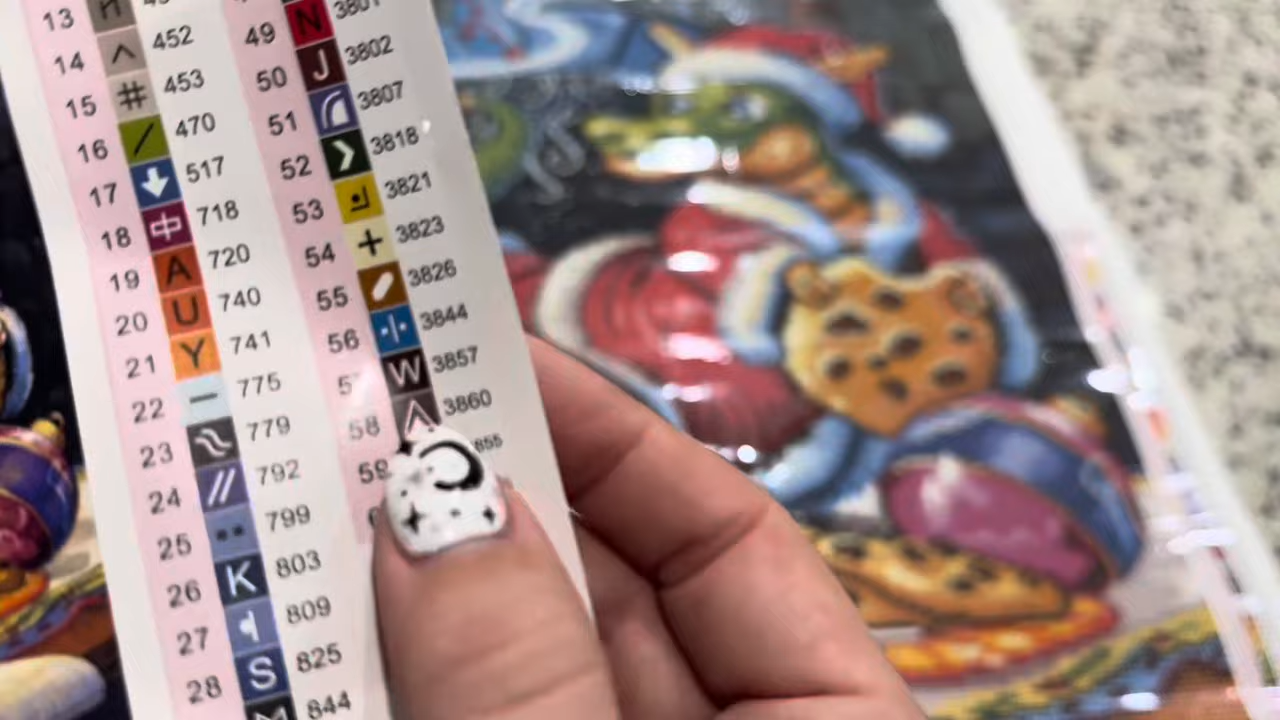 13
14 ^ 452
15 # 453
16 / 470
17 517
18 中 718
19 A 720
20 U 740
21 Y 741
22 – 775
23 779
24 // 792
25 •• 799
26 K 803
27 809
28 S 825
844
N 3801
49
50 J 3802
51 3807
52 3818
53 3821
54 + 3823
55 3826
56 3844
W 3857
58 3860
59